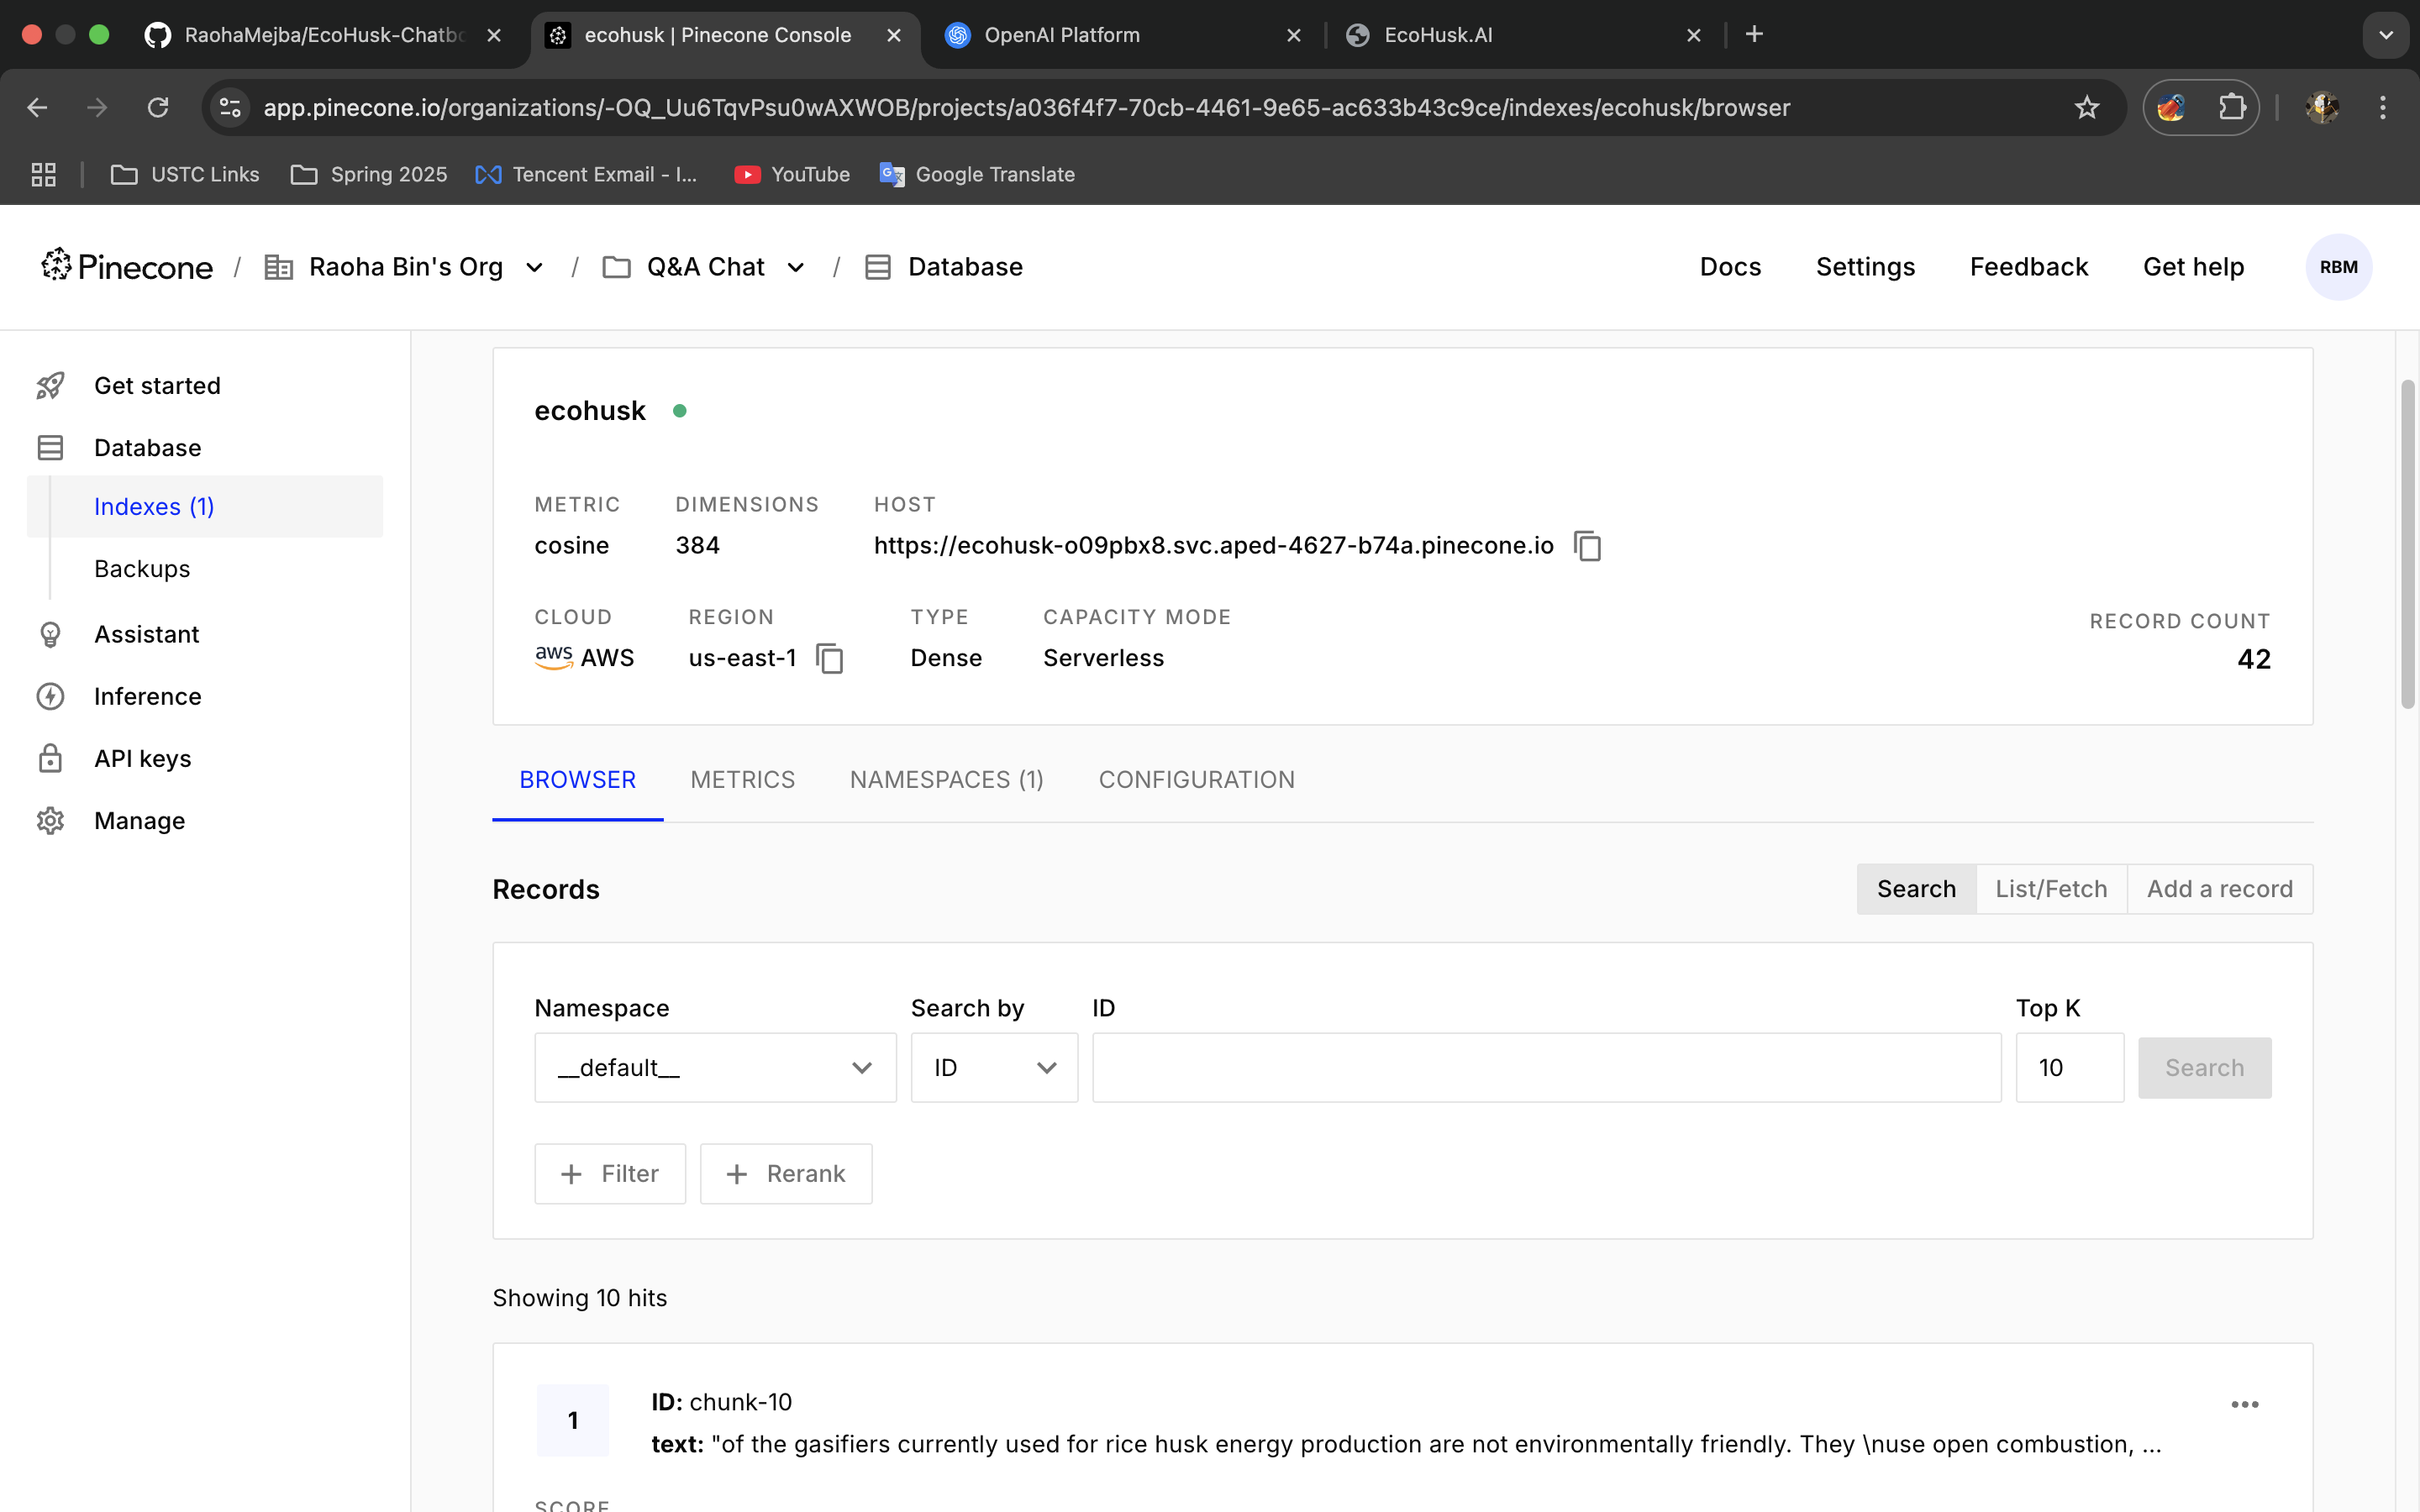 RaohaMejba/EcoHusk-Chatbo
ecohusk | Pinecone Console
OpenAI Platform
EcoHusk.AI
app.pinecone.io/organizations/-OQ_Uu6TqvPsu0wAXWOB/projects/a036f4f7-70cb-4461-9e65-ac633b43c9ce/indexes/ecohusk/browser
USTC Links
Spring 2025
Tencent Exmail - I...
YouTube
Google Translate
Pinecone / Raoha Bin's Org / Q&A Chat / Database
Docs
Settings
Feedback
Get help
RBM
Get started
Database
Indexes (1)
Backups
Assistant
Inference
API keys
Manage
ecohusk
METRIC DIMENSIONS HOST
cosine 384 https://ecohusk-o09pbx8.svc.aped-4627-b74a.pinecone.io
CLOUD REGION TYPE CAPACITY MODE RECORD COUNT
aws AWS us-east-1 Dense Serverless 42
BROWSER METRICS NAMESPACES (1) CONFIGURATION
Records
Search List/Fetch Add a record
Namespace Search by ID Top K
__default__ ID 10 Search
+ Filter + Rerank
Showing 10 hits
1
ID: chunk-10
text: "of the gasifiers currently used for rice husk energy production are not environmentally friendly. They \nuse open combustion, ...
SCORE